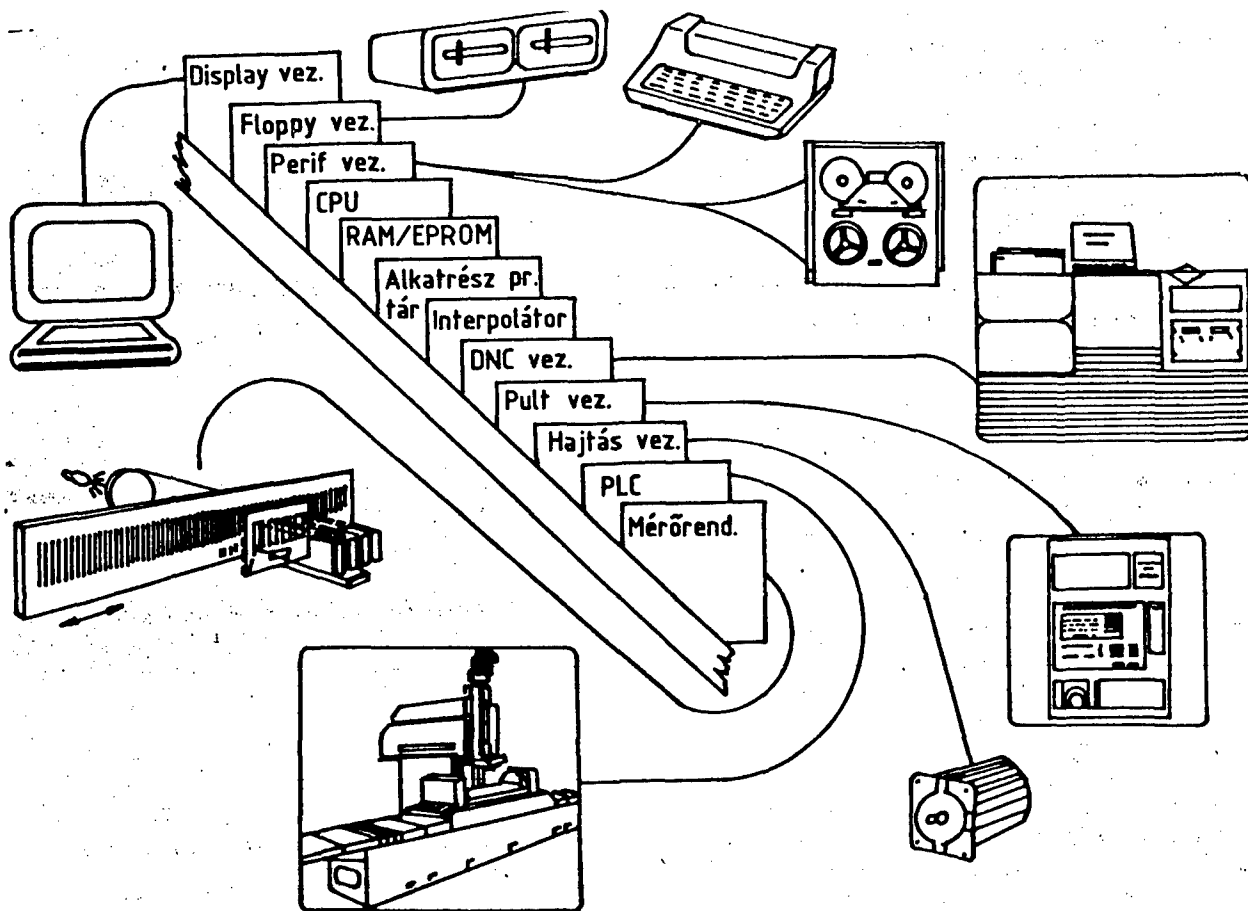 Display vez.
Floppy vez.
Perif vez.
CPU
RAM/EPROM
Alkatrész pr.
tár
Interpolátor
DNC vez.
Pult vez.
Hajtás vez.
PLC
Mérőrend.